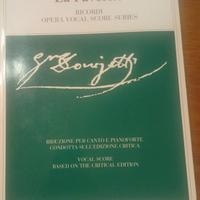 RICORDI
OPERA VOCAL SCORE SERIES
Donizetti
RIDUZIONE PER CANTO E PIANOFORTE
CONDOTTA SULL'EDIZIONE CRITICA
VOCAL SCORE
BASED ON THE CRITICAL EDITION